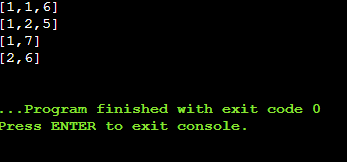 [1,1,6]
[1,2,5]
[1,7]
[2,6]
...Program finished with exit code 0
Press ENTER to exit console.